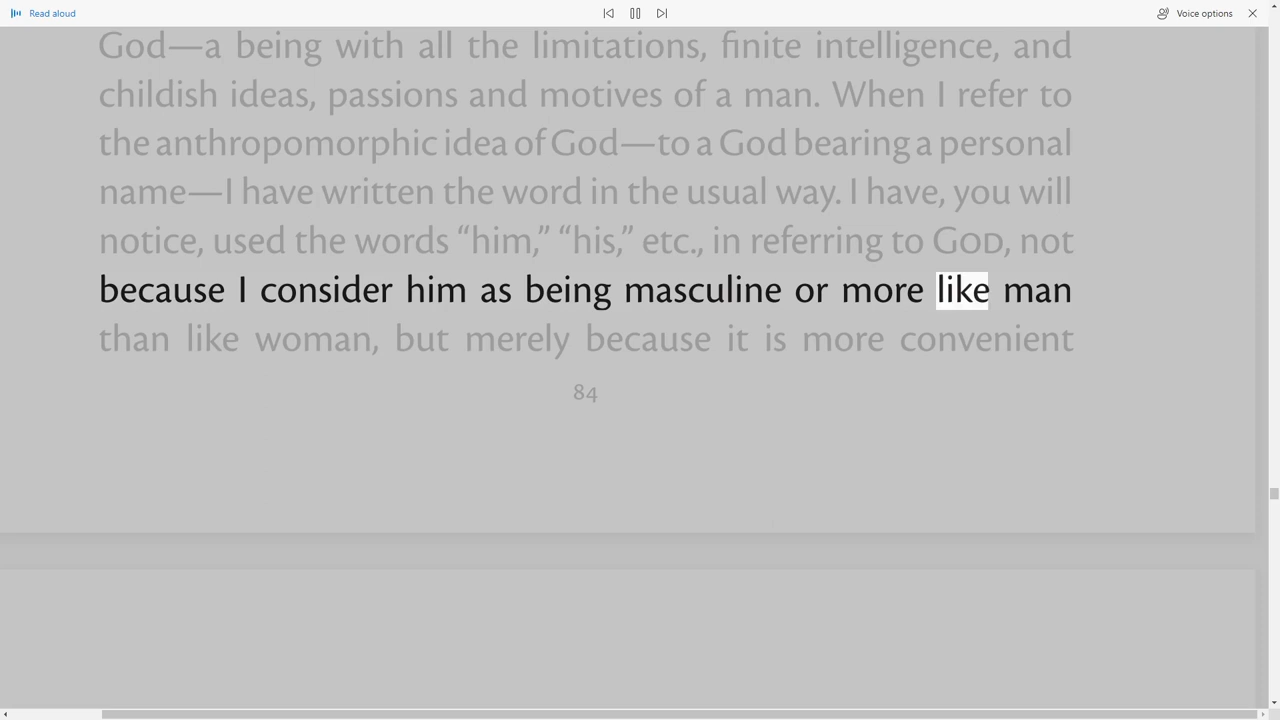 Read aloud
Voice options
God—a being with all the limitations, finite intelligence, and
childish ideas, passions and motives of a man. When I refer to
the anthropomorphic idea of God—to a God bearing a personal
name—I have written the word in the usual way. I have, you will
notice, used the words “him,” “his,” etc., in referring to GOD, not
because I consider him as being masculine or more like man
than like woman, but merely because it is more convenient
84